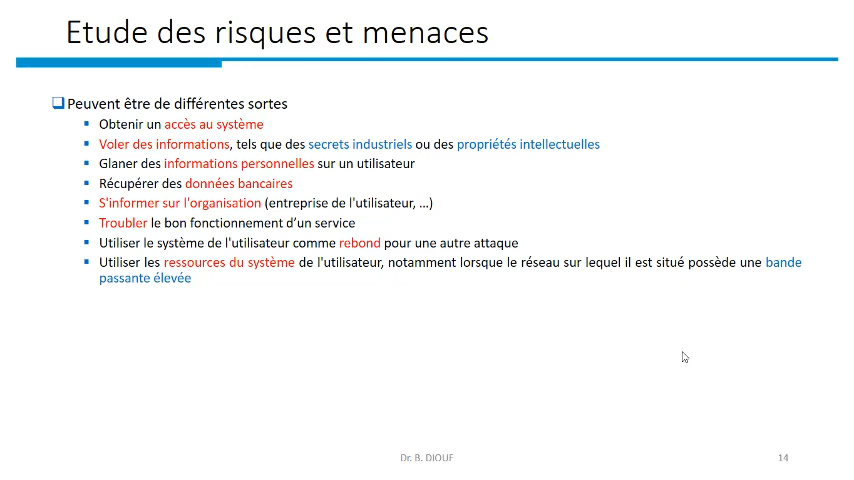 Etude des risques et menaces
Peuvent être de différentes sortes
Obtenir un accès au système
Voler des informations, tels que des secrets industriels ou des propriétés intellectuelles
Glaner des informations personnelles sur un utilisateur
Récupérer des données bancaires
S'informer sur l'organisation (entreprise de l'utilisateur, ...)
Troubler le bon fonctionnement d’un service
Utiliser le système de l'utilisateur comme rebond pour une autre attaque
Utiliser les ressources du système de l'utilisateur, notamment lorsque le réseau sur lequel il est situé possède une bande
passante élevée
Dr. B. DIOUF
14